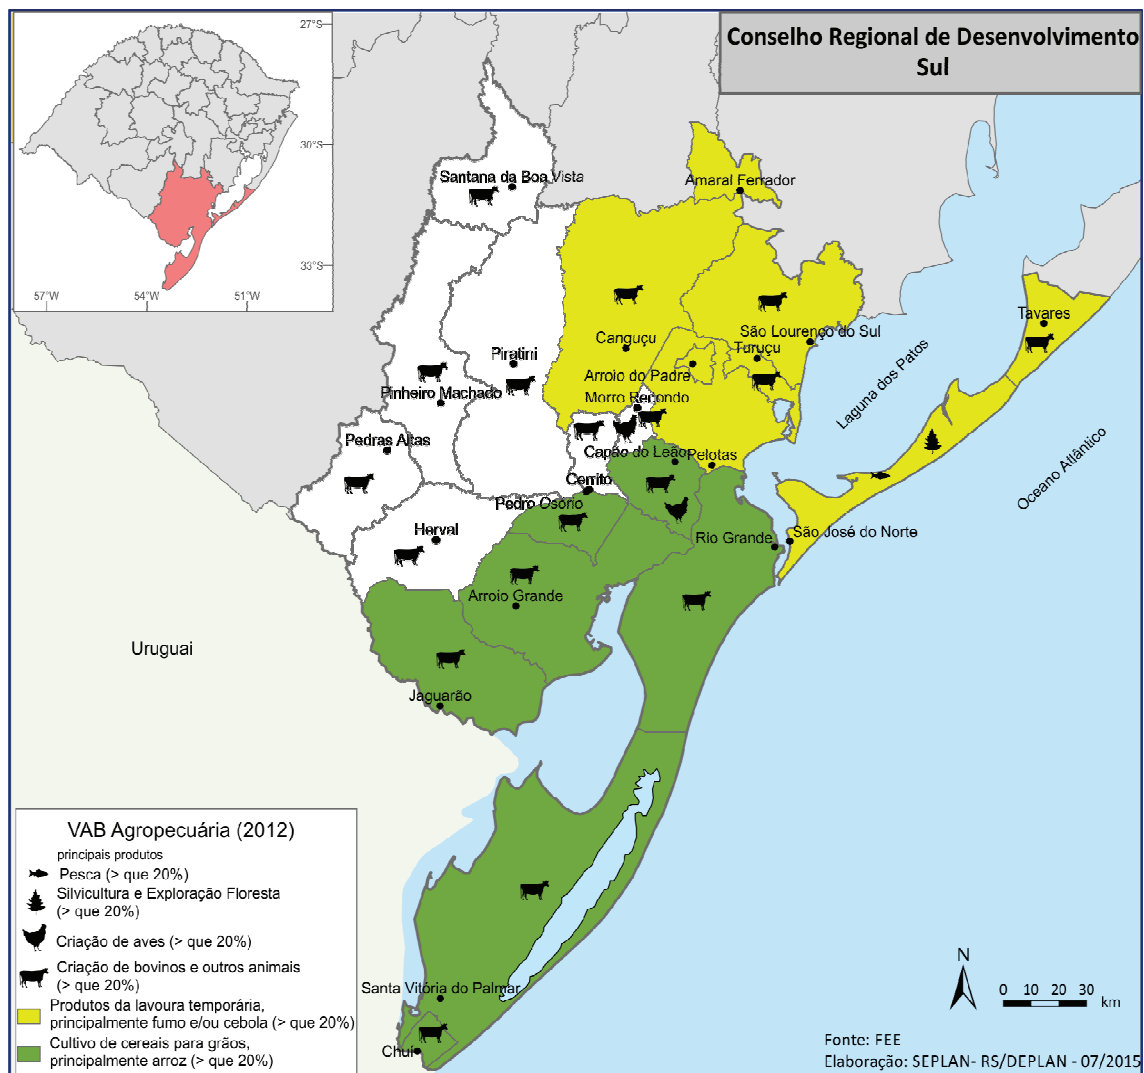 Conselho Regional de Desenvolvimento
Sul
27°S
30°S
33°S
57°W
54°W
51°W
Santana da Boa Vista
Amaral Ferrador
Tavares
São Lourenço do Sul
Canguçu
Turuçu
Piratini
Arroio do Padre
Pinheiro Machado
Morro Redondo
Laguna dos Patos
Pedras Altas
Capão do Leão
Pelotas
Oceano Atlântico
Cerrito
Pedro Osório
Herval
Rio Grande
São José do Norte
Arroio Grande
Uruguai
Jaguarão
Santa Vitória do Palmar
Chuí
VAB Agropecuária (2012)
principais produtos
Pesca (> que 20%)
Silvicultura e Exploração Floresta
(> que 20%)
Criação de aves (> que 20%)
Criação de bovinos e outros animais
(> que 20%)
Produtos da lavoura temporária,
principalmente fumo e/ou cebola (> que 20%)
Cultivo de cereais para grãos,
principalmente arroz (> que 20%)
N
0 10 20 30
km
Fonte: FEE
Elaboração: SEPLAN- RS/DEPLAN - 07/2015